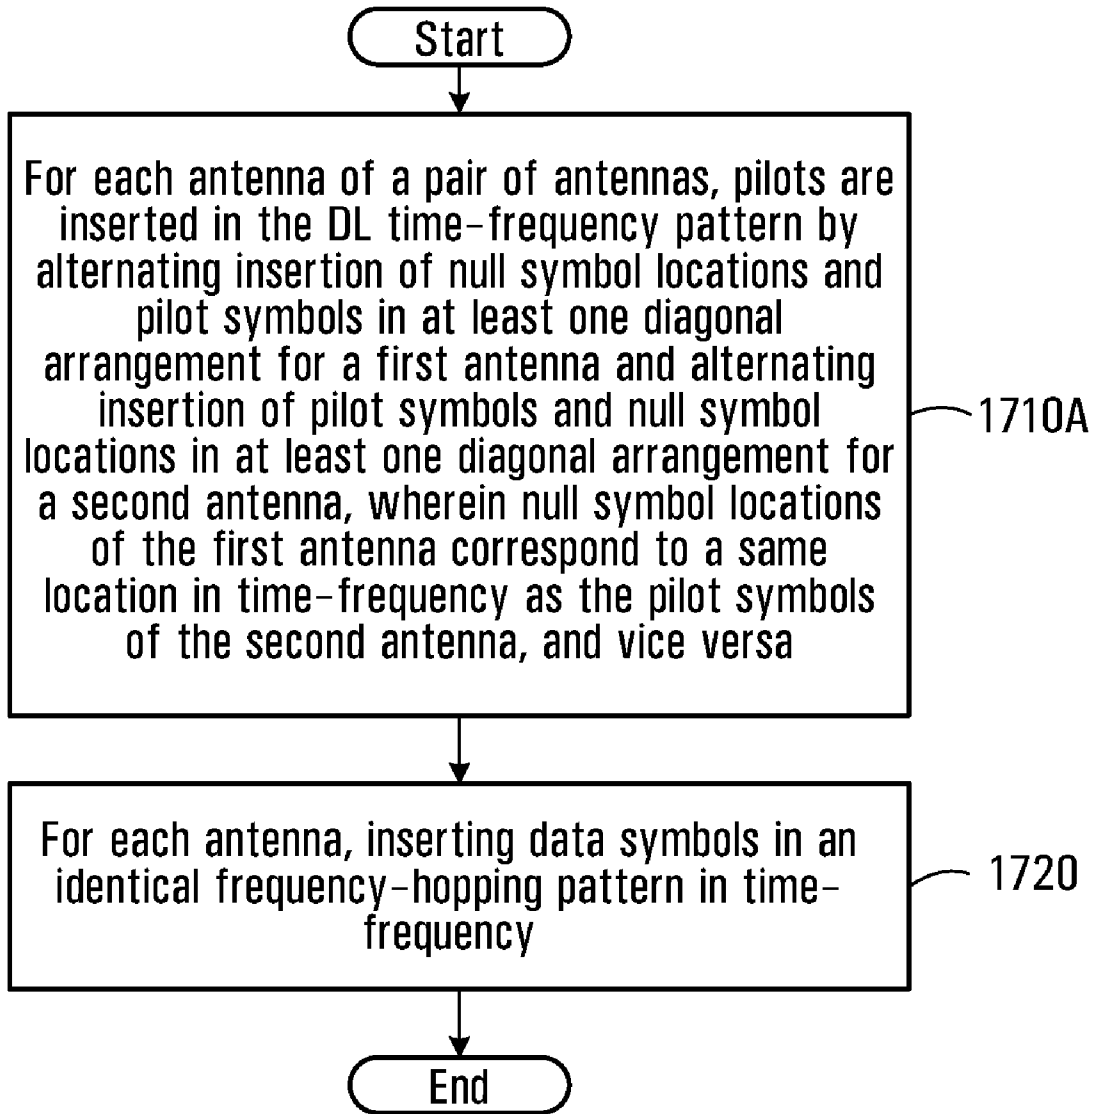 Start
For each antenna of a pair of antennas, pilots are
inserted in the DL time-frequency pattern by
alternating insertion of null symbol locations and
pilot symbols in at least one diagonal
arrangement for a first antenna and alternating
insertion of pilot symbols and null symbol
locations in at least one diagonal arrangement for
a second antenna, wherein null symbol locations
of the first antenna correspond to a same
location in time-frequency as the pilot symbols
of the second antenna, and vice versa
1710A
For each antenna, inserting data symbols in an
identical frequency-hopping pattern in time-
frequency
1720
End